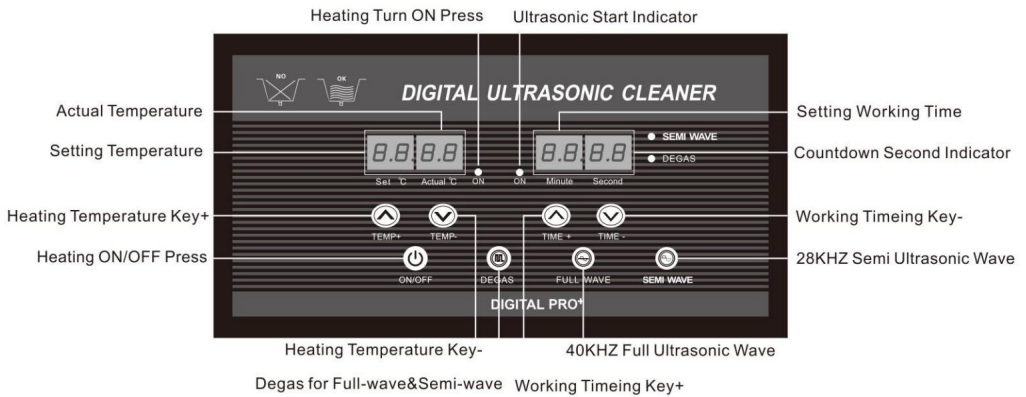 Heating Turn ON Press Ultrasonic Start Indicator
NO OK
DIGITAL ULTRASONIC CLEANER
Actual Temperature Setting Working Time
SEMI WAVE
Setting Temperature 8.8. 8.8 8.8. 8.8 DEGAS Countdown Second Indicator
Set °C Actual °C ON ON Minute Second
Heating Temperature Key+ Working Timeing Key-
TEMP+ TEMP- TIME + TIME -
Heating ON/OFF Press 28KHZ Semi Ultrasonic Wave
ON/OFF DEGAS FULL WAVE SEMI WAVE
DIGITAL PRO+
Heating Temperature Key- 40KHZ Full Ultrasonic Wave
Degas for Full-wave&Semi-wave Working Timeing Key+